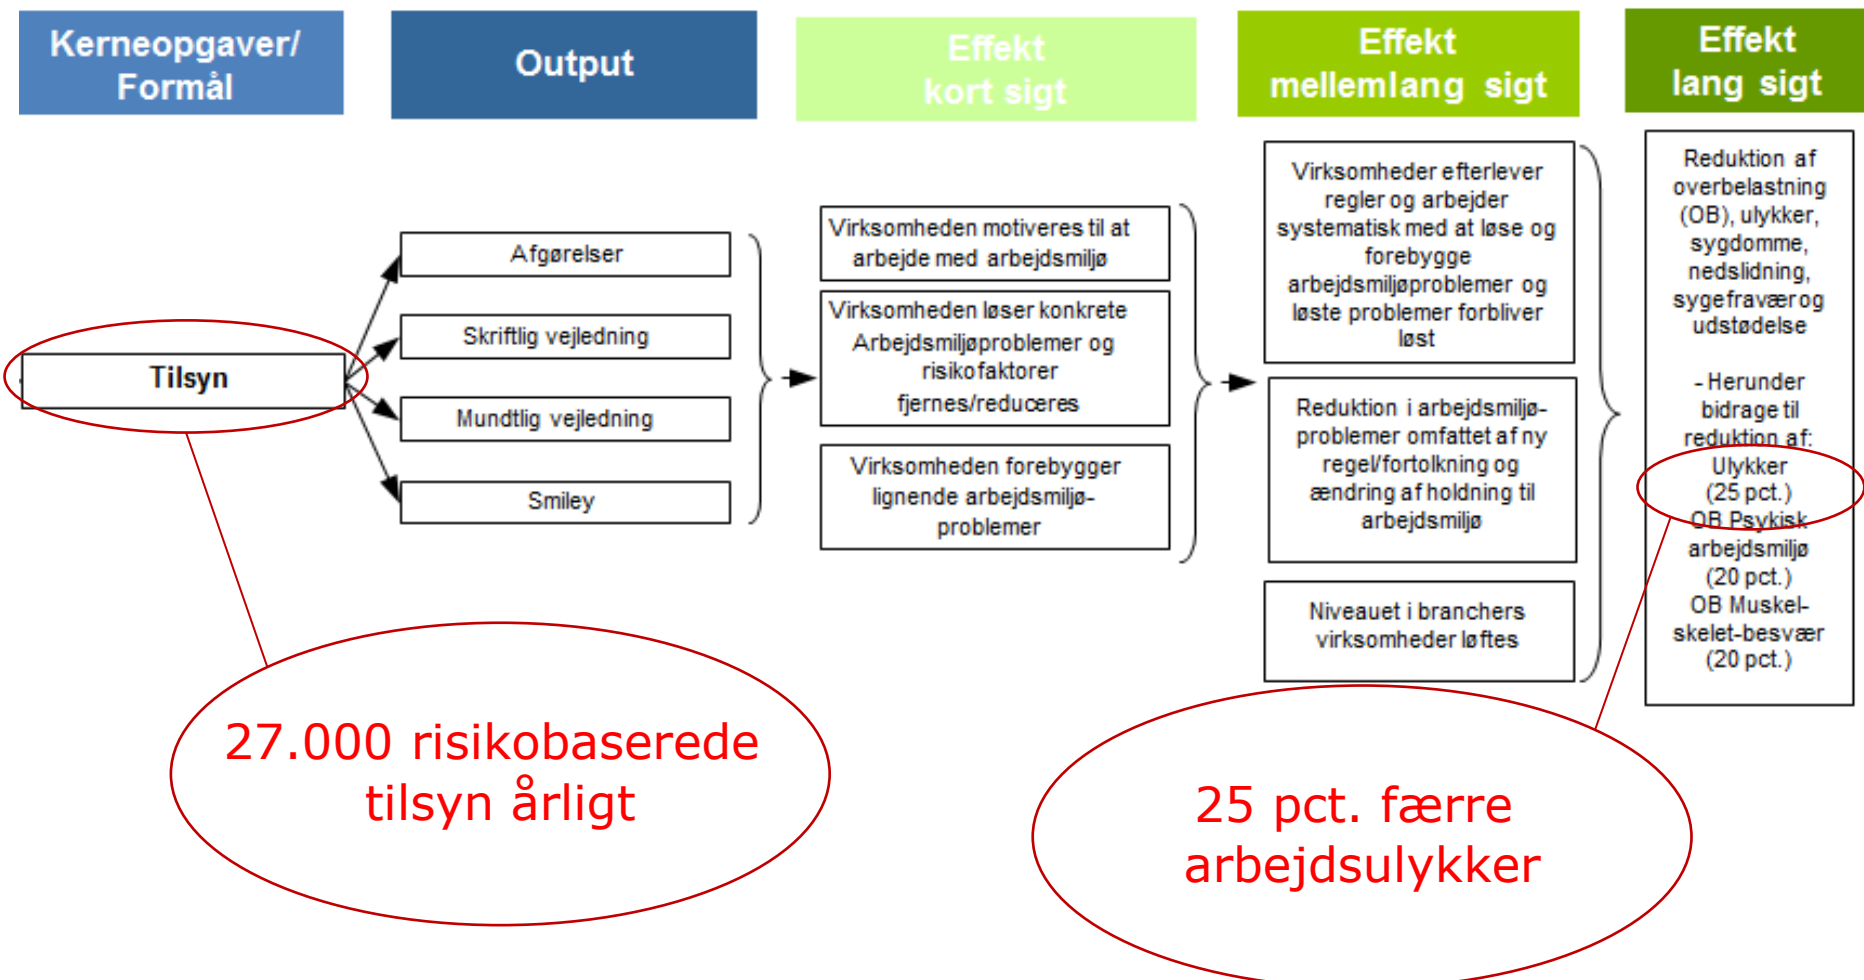 Kerneopgaver/
Formål
Output
Effekt
kort sigt
Effekt
mellemlang sigt
Effekt
lang sigt
Tilsyn
Afgørelser
Skriftlig vejledning
Mundtlig vejledning
Smiley
Virksomheden motiveres til at
arbejde med arbejdsmiljø
Virksomheden løser konkrete
Arbejdsmiljøproblemer og
risikofaktorer
fjernes/reduceres
Virksomheden forebygger
lignende arbejdsmiljø-
problemer
Virksomheder efterlever
regler og arbejder
systematisk med at løse og
forebygge
arbejdsmiljøproblemer og
løste problemer forbliver
løst
Reduktion i arbejdsmiljø-
problemer omfattet af ny
regel/fortolkning og
ændring af holdning til
arbejdsmiljø
Niveauet i branchers
virksomheder løftes
Reduktion af
overbelastning
(OB), ulykker,
sygdomme,
nedslidning,
sygefravær og
udstødelse
- Herunder
bidrage til
reduktion af:
Ulykker
(25 pct.)
OB Psykisk
arbejdsmiljø
(20 pct.)
OB Muskel-
skelet-besvær
(20 pct.)
27.000 risikobaserede
tilsyn årligt
25 pct. færre
arbejdsulykker